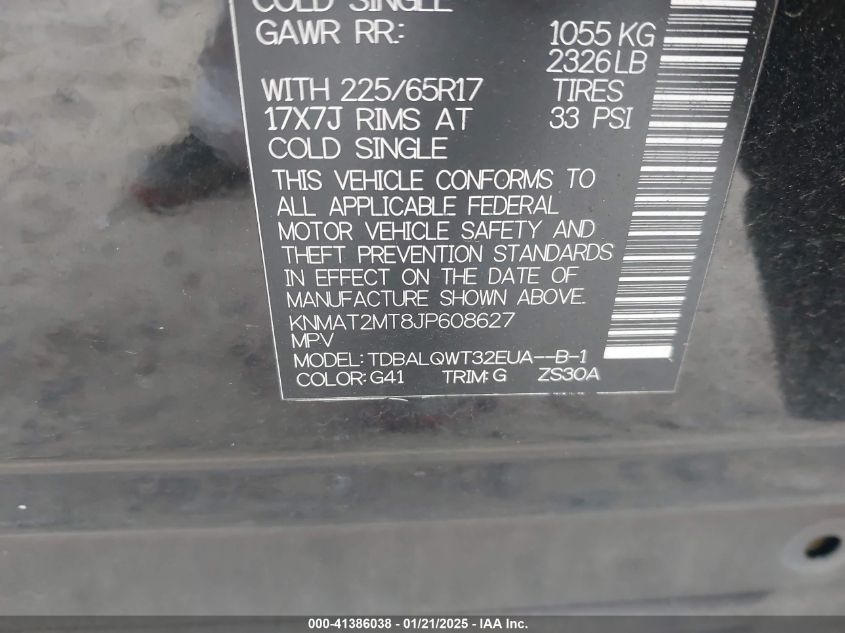 COLD SINGLE
GAWR RR.: 1055 KG
2326 LB
WITH 225/65R17 TIRES
17X7J RIMS AT 33 PSI
COLD SINGLE
THIS VEHICLE CONFORMS TO
ALL APPLICABLE FEDERAL
MOTOR VEHICLE SAFETY AND
THEFT PREVENTION STANDARDS
IN EFFECT ON THE DATE OF
MANUFACTURE SHOWN ABOVE.
KNMAT2MT8JP608627
MPV
MODEL: TDBALQWT32EUA--B-1
COLOR: G41 TRIM: G ZS30A
000-41386038 - 01/21/2025 - IAA Inc.